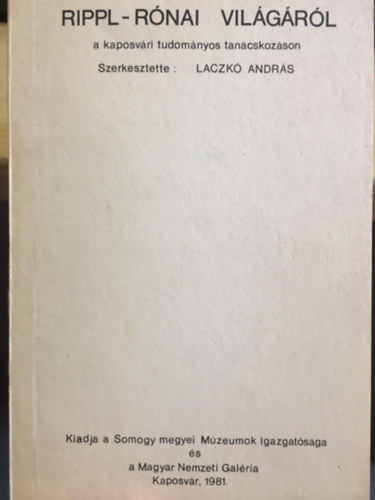 RIPPL-RÓNAI VILÁGÁRÓL
a kaposvári tudományos tanácskozáson
Szerkesztette: LACZKÓ ANDRÁS
Kiadja a Somogy megyei Múzeumok Igazgatósága
és
a Magyar Nemzeti Galéria
Kaposvár, 1981.